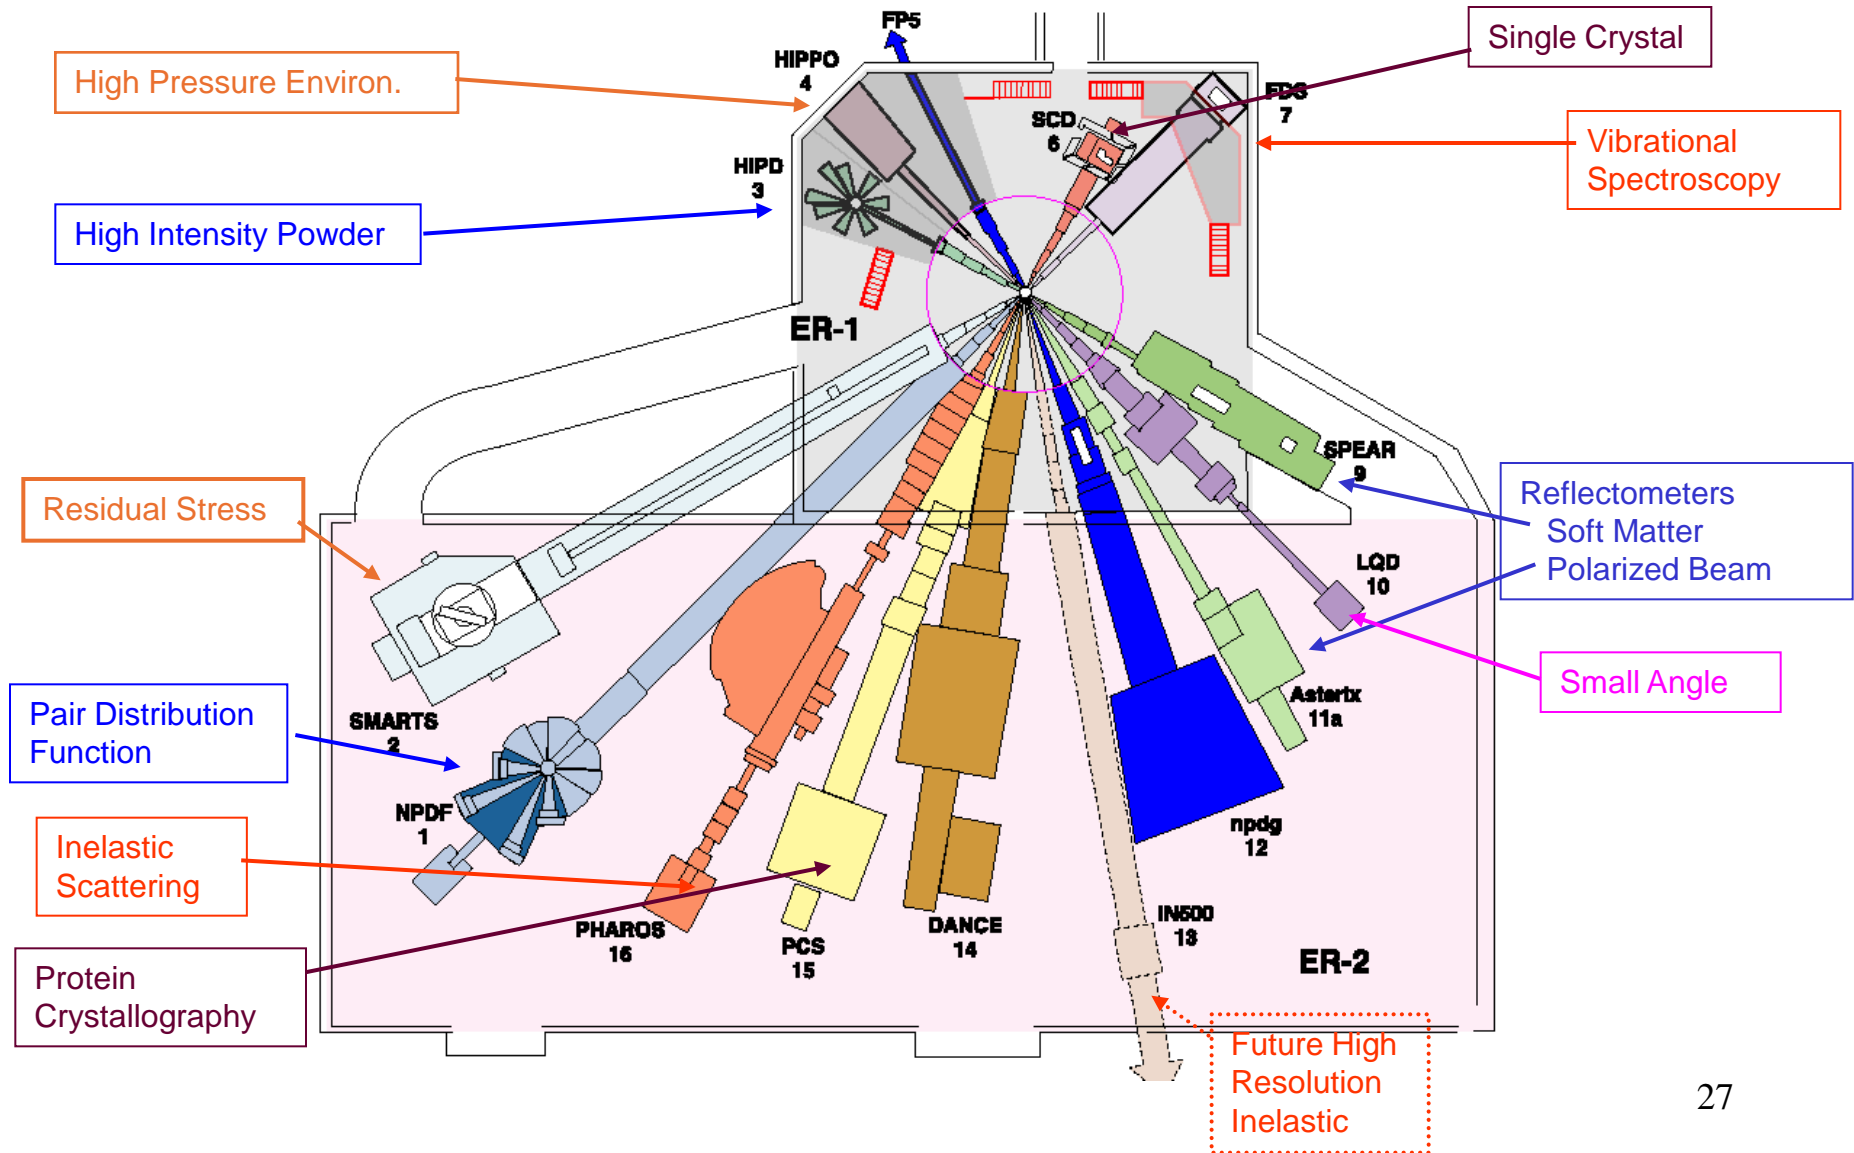 FP5
Single Crystal
HIPPO
4
High Pressure Environ.
FDS
7
SCD
6
Vibrational
Spectroscopy
HIPD
3
High Intensity Powder
ER-1
SPEAR
9
Reflectometers
Soft Matter
Polarized Beam
Residual Stress
LQD
10
Small Angle
Asterix
11a
Pair Distribution
Function
SMARTS
2
NPDF
1
npdg
12
Inelastic
Scattering
PHAROS
16
PCS
15
DANCE
14
IN500
13
ER-2
Protein
Crystallography
Future High
Resolution
Inelastic
27